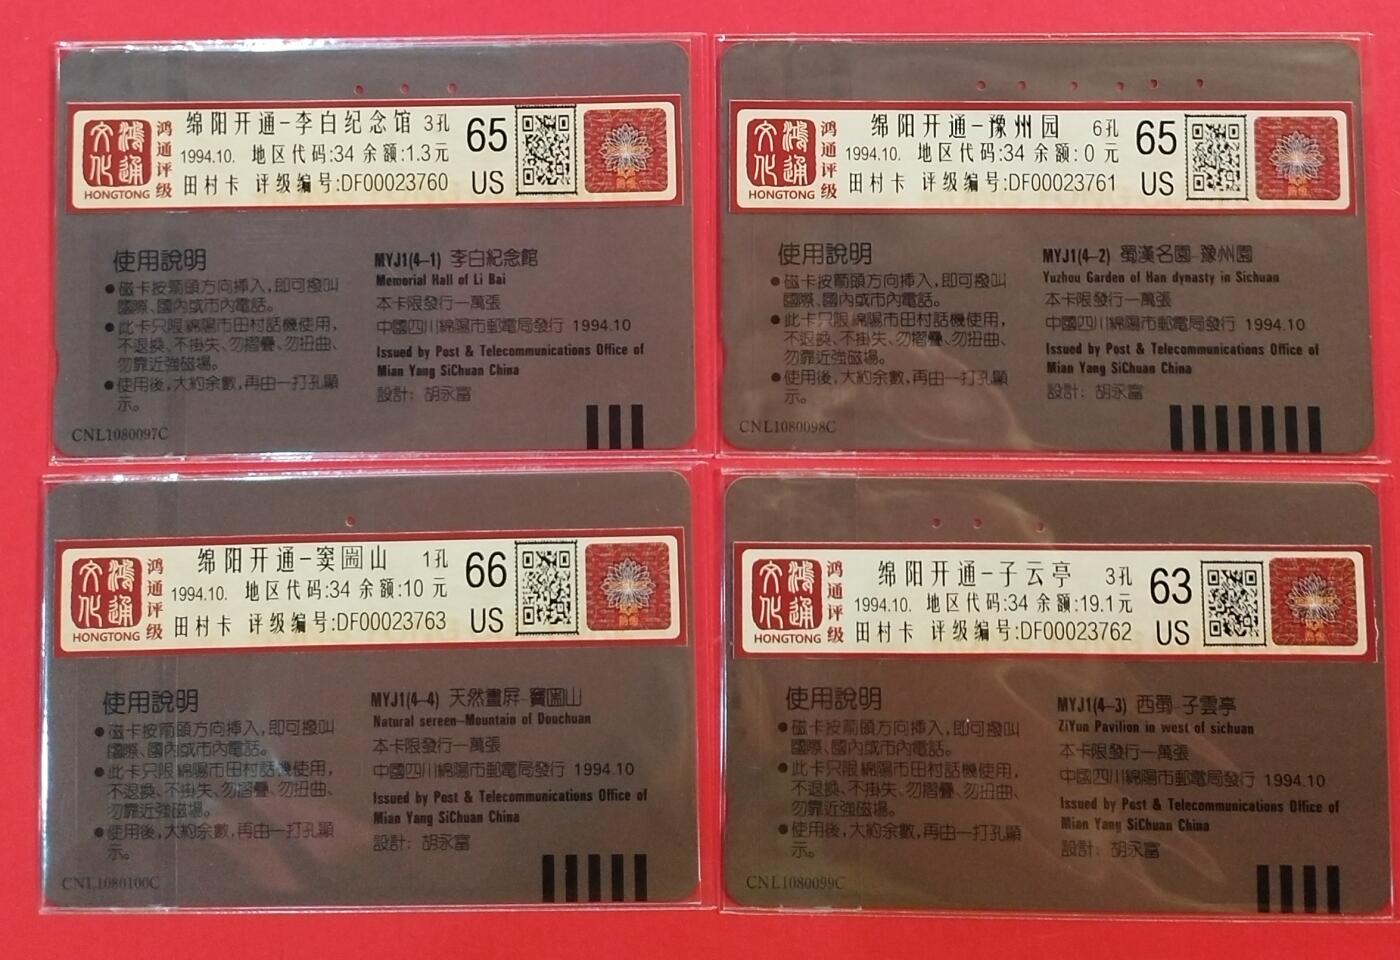 鸿通文化
HONGTONG
鸿通评级
绵阳开通-李白纪念馆 3孔
1994.10. 地区代码:34 余额:1.3元
田村卡 评级编号:DF00023760
65
US
使用說明
●磁卡按箭頭方向挿入,即可撥叫
國際、國內或市內電話。
●此卡只限綿陽市田村話機使用,
不退換、不掛失、勿摺疊、勿扭曲、
勿靠近強磁場。
●使用後,大約余數,再由一打孔顯
示。
CNL1080097C
MYJ1(4—1) 李白紀念館
Memorial Hall of Li Bai
本卡限發行一萬張
中國四川綿陽市郵電局發行 1994.10
Issued by Post & Telecommunications Office of
Mian Yang SiChuan China
設計: 胡永富
鸿通文化
HONGTONG
鸿通评级
绵阳开通-豫州园 6孔
1994.10. 地区代码:34 余额:0 元
田村卡 评级编号:DF00023761
65
US
使用說明
●磁卡按箭頭方向挿入,即可撥叫
國際、國內或市內電話。
●此卡只限綿陽市田村話機使用,
不退換、不掛失、勿摺疊、勿扭曲、
勿靠近強磁場。
●使用後,大約余數,再由一打孔顯
示。
CNL1080098C
MYJ1(4—2) 蜀漢名園—豫州園
Yuzhou Garden of Han dynasty in Sichuan
本卡限發行一萬張
中國四川綿陽市郵電局發行 1994.10
Issued by Post & Telecommunications Office of
Mian Yang SiChuan China
設計: 胡永富
鸿通文化
HONGTONG
鸿通评级
绵阳开通-窦圌山 1孔
1994.10. 地区代码:34 余额:10 元
田村卡 评级编号:DF00023763
66
US
使用說明
●磁卡按箭頭方向挿入,即可撥叫
國際、國內或市內電話。
●此卡只限綿陽市田村話機使用,
不退換、不掛失、勿摺疊、勿扭曲、
勿靠近強磁場。
●使用後,大約余數,再由一打孔顯
示。
CNL1080100C
MYJ1(4—4) 天然畫屛—竇圌山
Natural sereen—Mountain of Douchuan
本卡限發行一萬張
中國四川綿陽市郵電局發行 1994.10
Issued by Post & Telecommunications Office of
Mian Yang SiChuan China
設計: 胡永富
鸿通文化
HONGTONG
鸿通评级
绵阳开通-子云亭 3孔
1994.10. 地区代码:34 余额:19.1元
田村卡 评级编号:DF00023762
63
US
使用說明
●磁卡按箭頭方向挿入,即可撥叫
國際、國內或市內電話。
●此卡只限綿陽市田村話機使用,
不退換、不掛失、勿摺疊、勿扭曲、
勿靠近強磁場。
●使用後,大約余數,再由一打孔顯
示。
CNL1080099C
MYJ1(4—3) 西蜀—子雲亭
ZiYun Pavilion in west of sichuan
本卡限發行一萬張
中國四川綿陽市郵電局發行 1994.10
Issued by Post & Telecommunications Office of
Mian Yang SiChuan China
設計: 胡永富